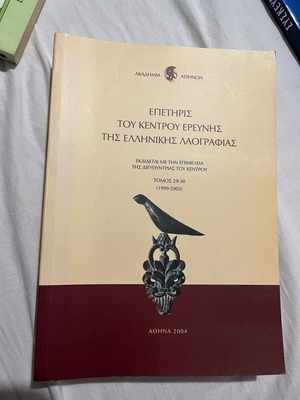 ΑΚΑΔΗΜΙΑ ΑΘΗΝΩΝ
ΕΠΕΤΗΡΙΣ
ΤΟΥ ΚΕΝΤΡΟΥ ΕΡΕΥΝΗΣ
ΤΗΣ ΕΛΛΗΝΙΚΗΣ ΛΑΟΓΡΑΦΙΑΣ
ΕΚΔΙΔΕΤΑΙ ΜΕ ΤΗΝ ΕΠΙΜΕΛΕΙΑ
ΤΗΣ ΔΙΕΥΘΥΝΤΡΙΑΣ ΤΟΥ ΚΕΝΤΡΟΥ
ΤΟΜΟΣ 29-30
(1999-2003)
ΑΘΗΝΑ 2004